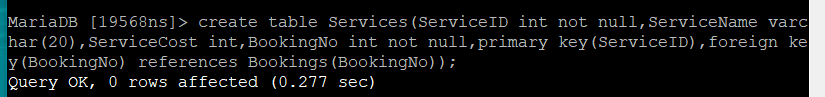 MariaDB [19568ns]> create table Services(ServiceID int not null,ServiceName varc
har(20),ServiceCost int,BookingNo int not null,primary key(ServiceID),foreign ke
y(BookingNo) references Bookings(BookingNo));
Query OK, 0 rows affected (0.277 sec)